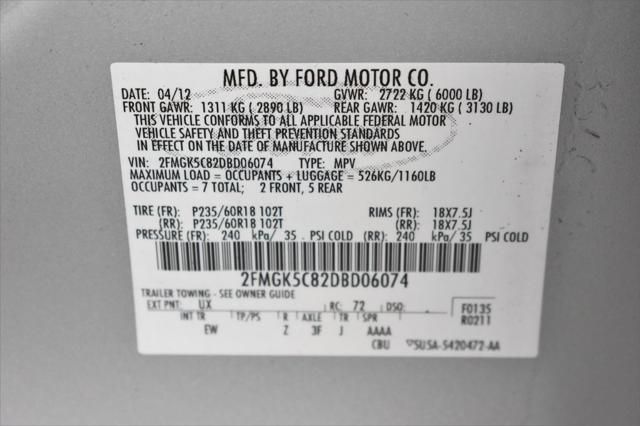 MFD. BY FORD MOTOR CO.
DATE: 04/12 GVWR: 2722 KG ( 6000 LB)
FRONT GAWR: 1311 KG ( 2890 LB) REAR GAWR: 1420 KG ( 3130 LB)
THIS VEHICLE CONFORMS TO ALL APPLICABLE FEDERAL MOTOR
VEHICLE SAFETY AND THEFT PREVENTION STANDARDS
IN EFFECT ON THE DATE OF MANUFACTURE SHOWN ABOVE.
VIN: 2FMGK5C82DBD06074 TYPE: MPV
MAXIMUM LOAD = OCCUPANTS + LUGGAGE = 526KG/1160LB
OCCUPANTS = 7 TOTAL; 2 FRONT, 5 REAR
TIRE (FR): P235/60R18 102T RIMS (FR): 18X7.5J
(RR): P235/60R18 102T (RR): 18X7.5J
PRESSURE (FR): 240 kPa/ 35 PSI COLD (RR): 240 kPa/ 35 PSI COLD
2FMGK5C82DBD06074
TRAILER TOWING - SEE OWNER GUIDE
EXT PNT: UX RC: 72 DSO: F0135
INT TR TP/PS R AXLE TR SPR R0211
EW Z 3F J AAAA
CBU ▽SUSA-5420472-AA